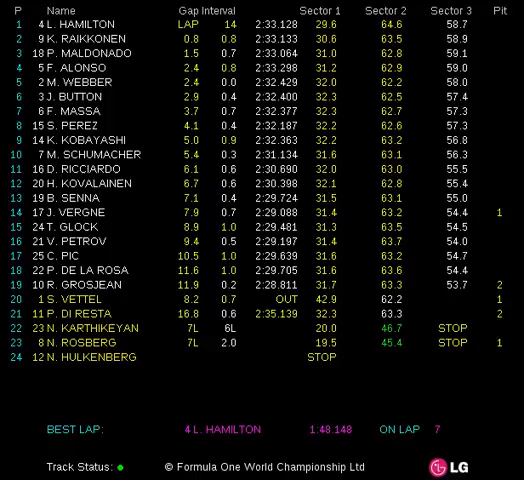 P Name Gap Interval Sector 1 Sector 2 Sector 3 Pit
1 4 L. HAMILTON LAP 14 2:33.128 29.6 64.6 58.7
2 9 K. RAIKKONEN 0.8 0.8 2:33.133 30.6 63.5 58.9
3 18 P. MALDONADO 1.5 0.7 2:33.064 31.0 62.8 59.1
4 5 F. ALONSO 2.4 0.8 2:33.298 31.2 62.9 59.0
5 2 M. WEBBER 2.4 0.0 2:32.429 32.0 62.2 58.0
6 3 J. BUTTON 2.9 0.4 2:32.400 32.3 62.5 57.4
7 6 F. MASSA 3.7 0.7 2:32.377 32.3 62.7 57.3
8 15 S. PEREZ 4.1 0.4 2:32.187 32.2 62.6 57.3
9 14 K. KOBAYASHI 5.0 0.9 2:32.363 32.2 63.2 56.8
10 7 M. SCHUMACHER 5.4 0.3 2:31.134 31.6 63.1 56.3
11 16 D. RICCIARDO 6.1 0.6 2:30.690 32.0 63.0 55.5
12 20 H. KOVALAINEN 6.7 0.6 2:30.398 32.1 62.8 55.4
13 19 B. SENNA 7.1 0.4 2:29.724 31.5 63.1 55.0
14 17 J. VERGNE 7.9 0.7 2:29.088 31.4 63.2 54.4 1
15 24 T. GLOCK 8.9 1.0 2:29.481 31.3 63.5 54.5
16 21 V. PETROV 9.4 0.5 2:29.197 31.4 63.7 54.0
17 25 C. PIC 10.5 1.0 2:29.639 31.6 63.2 54.7
18 22 P. DE LA ROSA 11.6 1.0 2:29.705 31.6 63.6 54.4
19 10 R. GROSJEAN 11.9 0.2 2:28.811 31.7 63.3 53.7 2
20 1 S. VETTEL 8.2 0.7 OUT 42.9 62.2 1
21 11 P. DI RESTA 16.8 0.6 2:35.139 32.3 63.3 2
22 23 N. KARTHIKEYAN 7L 6L 20.0 46.7 STOP
23 8 N. ROSBERG 7L 2.0 19.5 45.4 STOP 1
24 12 N. HULKENBERG STOP
BEST LAP: 4 L. HAMILTON 1:48.148 ON LAP 7
Track Status: © Formula One World Championship Ltd LG